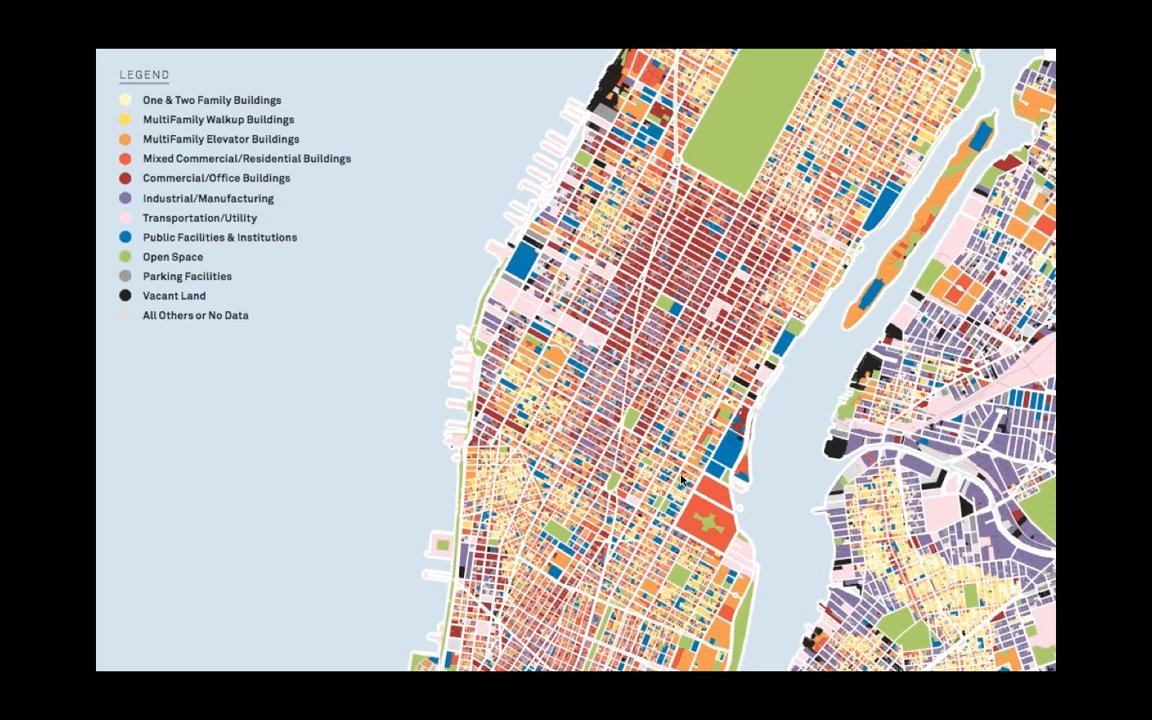 LEGEND
One & Two Family Buildings
MultiFamily Walkup Buildings
MultiFamily Elevator Buildings
Mixed Commercial/Residential Buildings
Commercial/Office Buildings
Industrial/Manufacturing
Transportation/Utility
Public Facilities & Institutions
Open Space
Parking Facilities
Vacant Land
All Others or No Data